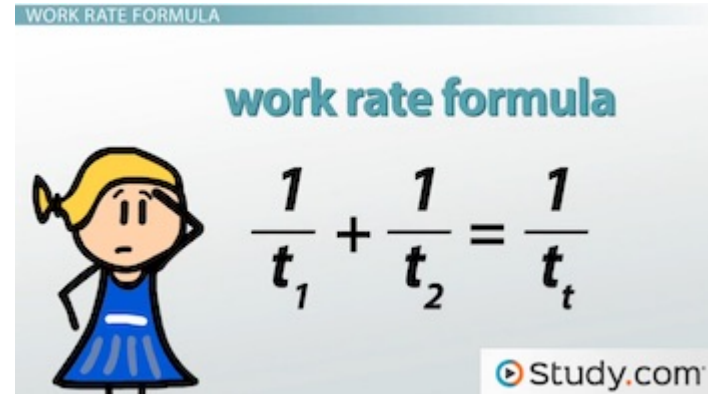 WORK RATE FORMULA
work rate formula
1/t₁ + 1/t₂ = 1/tₜ
Study.com